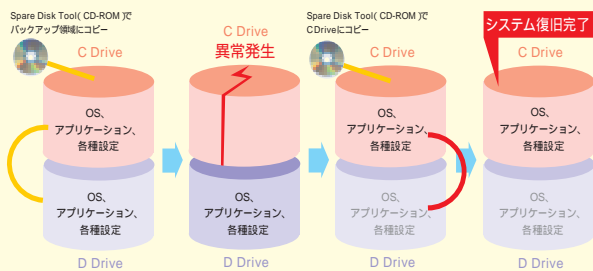 Spare Disk Tool( CD-ROM )で
バックアップ領域にコピー
C Drive
OS、
アプリケーション、
各種設定
OS、
アプリケーション、
各種設定
D Drive
C Drive
異常発生
OS、
アプリケーション、
各種設定
D Drive
Spare Disk Tool( CD-ROM )で
C Driveにコピー
C Drive
OS、
アプリケーション、
各種設定
OS、
アプリケーション、
各種設定
D Drive
システム復旧完了
C Drive
OS、
アプリケーション、
各種設定
OS、
アプリケーション、
各種設定
D Drive